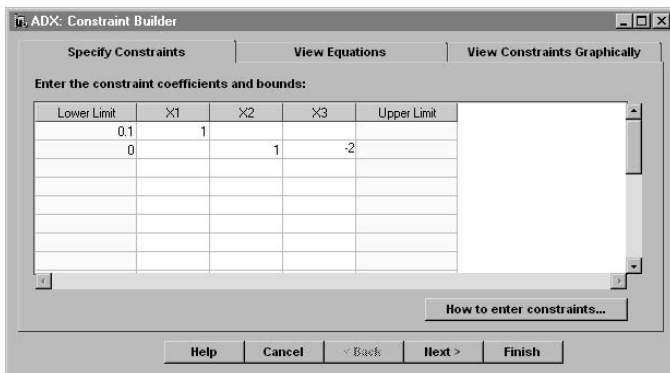 ADX: Constraint Builder
Specify Constraints View Equations View Constraints Graphically
Enter the constraint coefficients and bounds:
Lower Limit X1 X2 X3 Upper Limit
0.1 1
0 1 -2
How to enter constraints...
Help Cancel < Back Next > Finish